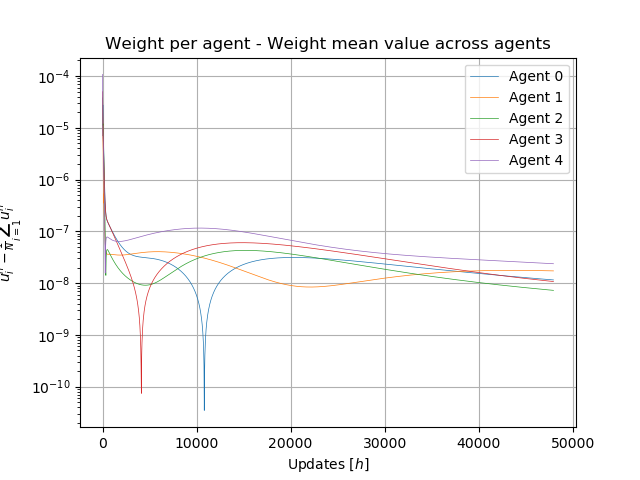 Weight per agent - Weight mean value across agents
10⁻⁴
10⁻⁵
10⁻⁶
10⁻⁷
10⁻⁸
10⁻⁹
10⁻¹⁰
Agent 0
Agent 1
Agent 2
Agent 3
Agent 4
0 10000 20000 30000 40000 50000
Updates [h]